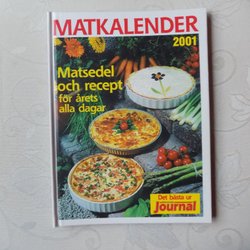 MATKALENDER
2001
Matsedel
och recept
för årets
alla dagar
Det bästa ur
Journal